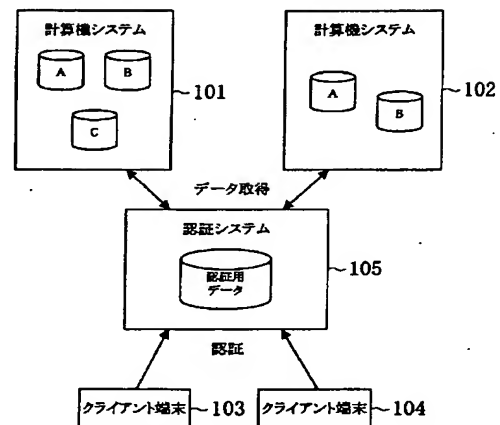 計算機システム
A
B
C
101
計算機システム
A
B
102
データ取得
認証システム
認証用
データ
105
認証
クライアント端末
103
クライアント端末
104